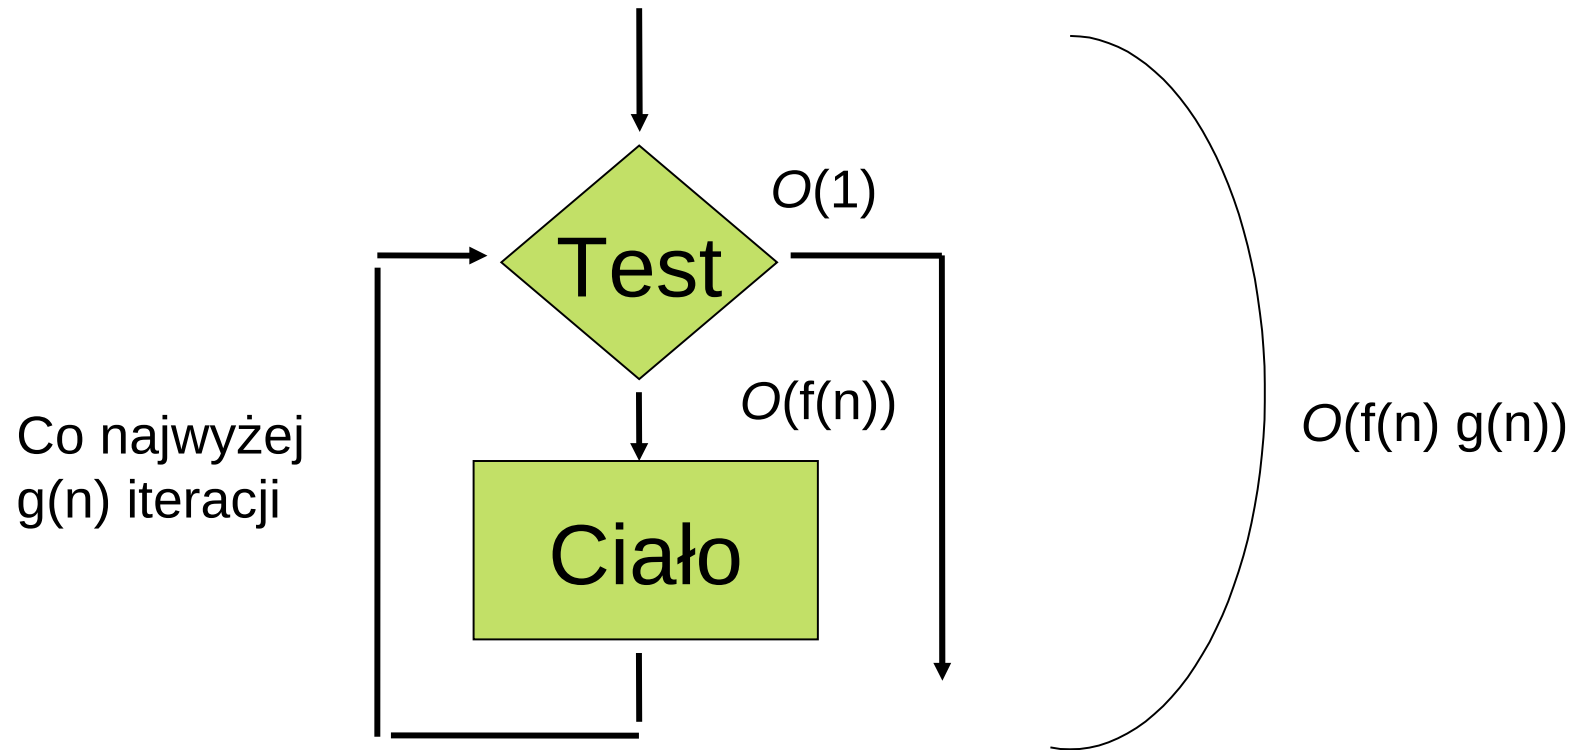 O(1)
Test
O(f(n))
Co najwyżej
g(n) iteracji
O(f(n) g(n))
Ciało